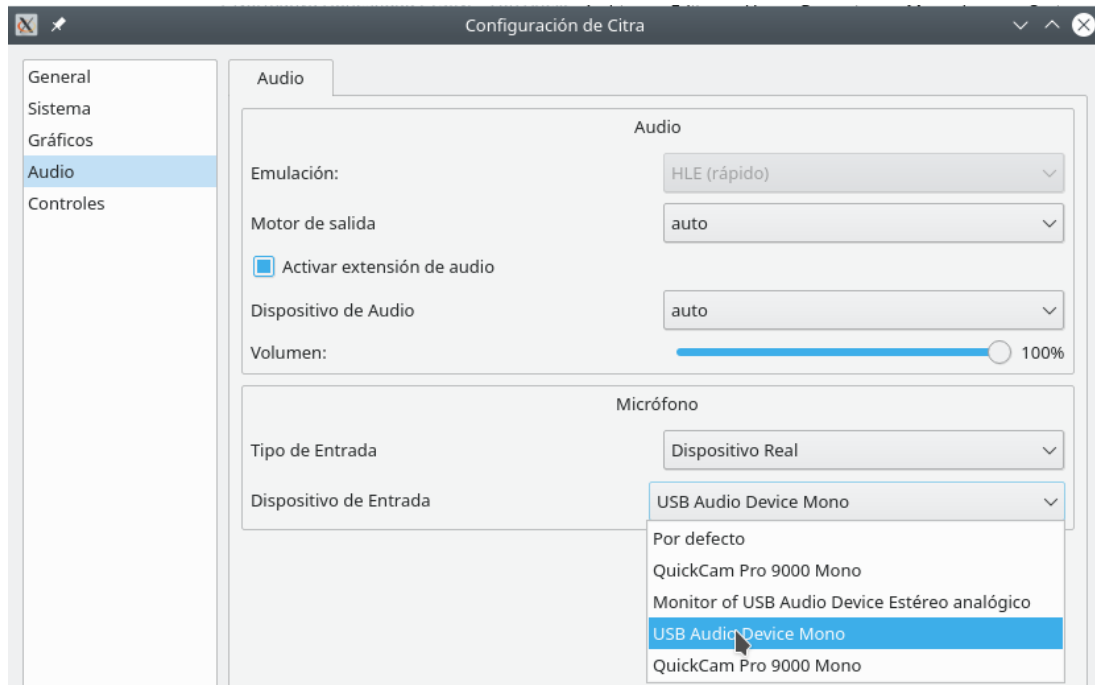 Configuración de Citra
General
Sistema
Gráficos
Audio
Controles
Audio
Audio
Emulación: HLE (rápido)
Motor de salida auto
Activar extensión de audio
Dispositivo de Audio auto
Volumen: 100%
Micrófono
Tipo de Entrada Dispositivo Real
Dispositivo de Entrada USB Audio Device Mono
Por defecto
QuickCam Pro 9000 Mono
Monitor of USB Audio Device Estéreo analógico
USB Audio Device Mono
QuickCam Pro 9000 Mono